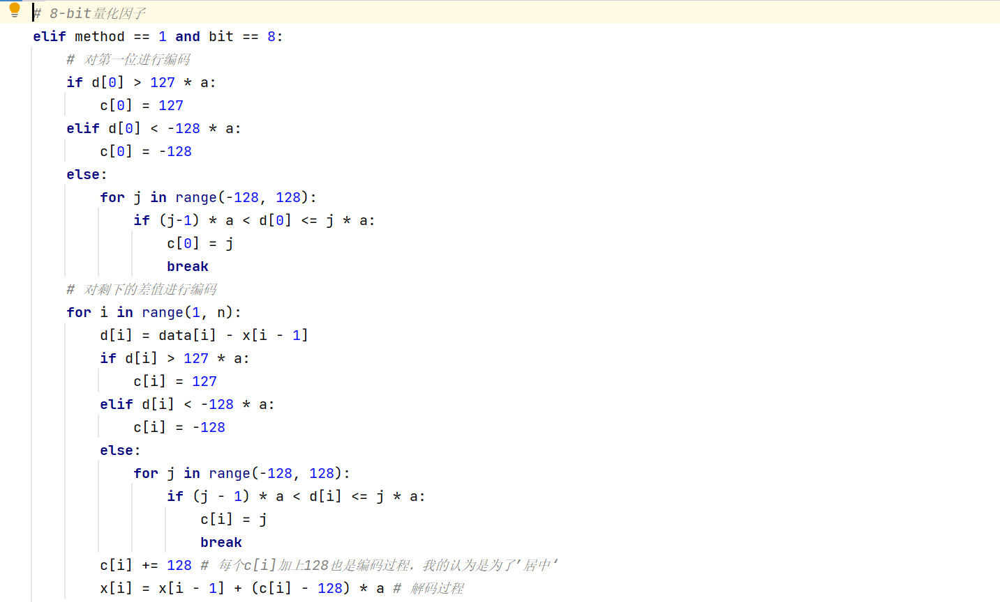 # 8-bit量化因子
elif method == 1 and bit == 8:
# 对第一位进行编码
if d[0] > 127 * a:
c[0] = 127
elif d[0] < -128 * a:
c[0] = -128
else:
for j in range(-128, 128):
if (j-1) * a < d[0] <= j * a:
c[0] = j
break
# 对剩下的差值进行编码
for i in range(1, n):
d[i] = data[i] - x[i - 1]
if d[i] > 127 * a:
c[i] = 127
elif d[i] < -128 * a:
c[i] = -128
else:
for j in range(-128, 128):
if (j - 1) * a < d[i] <= j * a:
c[i] = j
break
c[i] += 128 # 每个c[i]加上128也是编码过程，我的认为是为了’居中‘
x[i] = x[i - 1] + (c[i] - 128) * a # 解码过程